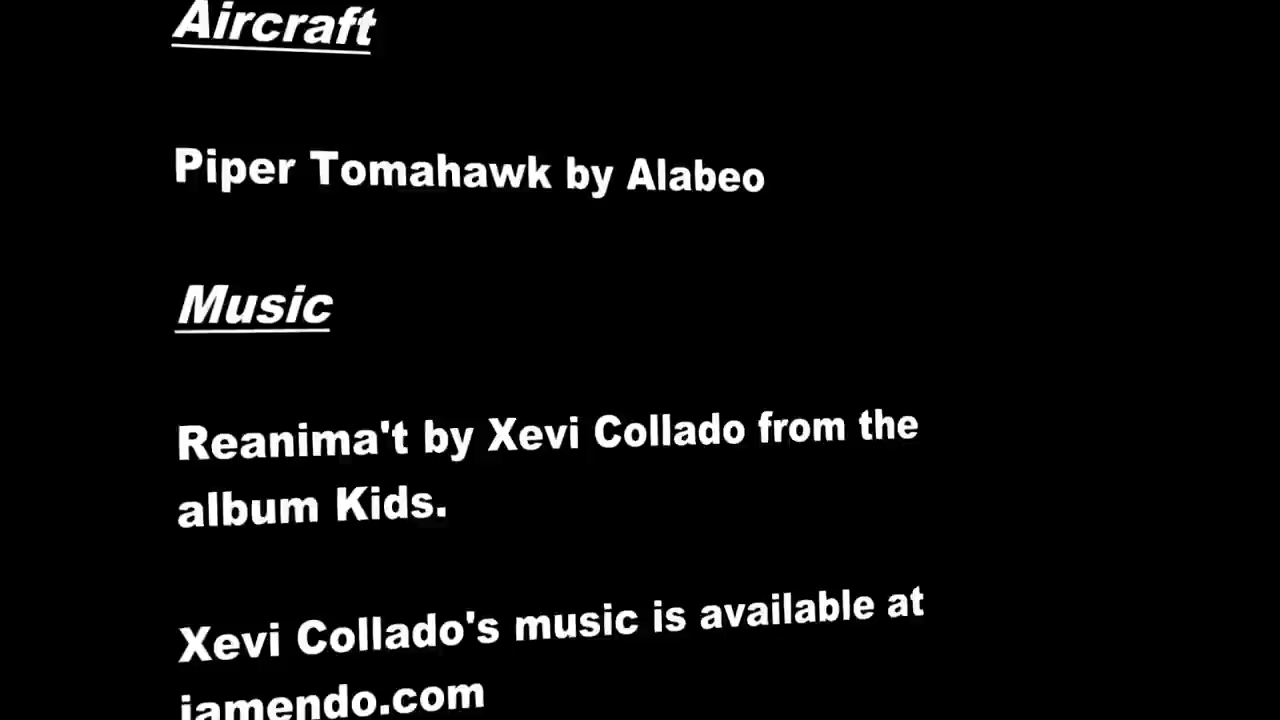 Aircraft
Piper Tomahawk by Alabeo
Music
Reanima't by Xevi Collado from the
album Kids.
Xevi Collado's music is available at
jamendo.com